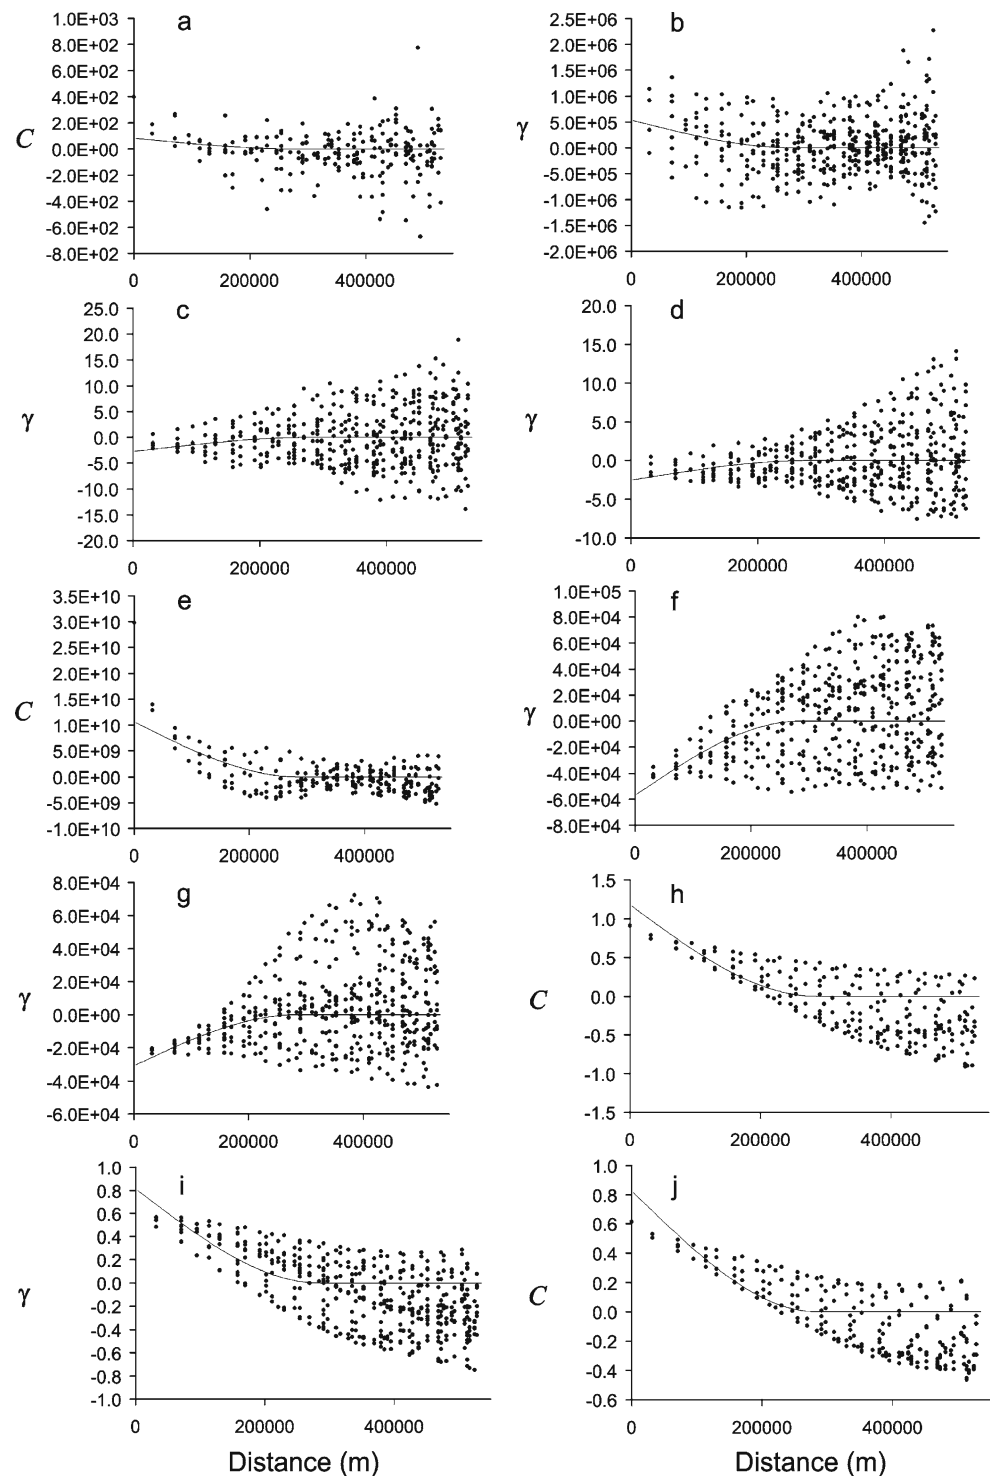 a
1.0E+03
8.0E+02
6.0E+02
4.0E+02
2.0E+02
0.0E+00
-2.0E+02
-4.0E+02
-6.0E+02
-8.0E+02
C
0 200000 400000
b
2.5E+06
2.0E+06
1.5E+06
1.0E+06
5.0E+05
0.0E+00
-5.0E+05
-1.0E+06
-1.5E+06
-2.0E+06
γ
0 200000 400000
c
25.0
20.0
15.0
10.0
5.0
0.0
-5.0
-10.0
-15.0
-20.0
γ
0 200000 400000
d
20.0
15.0
10.0
5.0
0.0
-5.0
-10.0
γ
0 200000 400000
e
3.5E+10
3.0E+10
2.5E+10
2.0E+10
1.5E+10
1.0E+10
5.0E+09
0.0E+00
-5.0E+09
-1.0E+10
C
0 200000 400000
f
1.0E+05
8.0E+04
6.0E+04
4.0E+04
2.0E+04
0.0E+00
-2.0E+04
-4.0E+04
-6.0E+04
-8.0E+04
γ
0 200000 400000
g
8.0E+04
6.0E+04
4.0E+04
2.0E+04
0.0E+00
-2.0E+04
-4.0E+04
-6.0E+04
γ
0 200000 400000
h
1.5
1.0
0.5
0.0
-0.5
-1.0
-1.5
C
0 200000 400000
i
1.0
0.8
0.6
0.4
0.2
0.0
-0.2
-0.4
-0.6
-0.8
-1.0
γ
0 200000 400000
Distance (m)
j
1.0
0.8
0.6
0.4
0.2
0.0
-0.2
-0.4
-0.6
C
0 200000 400000
Distance (m)